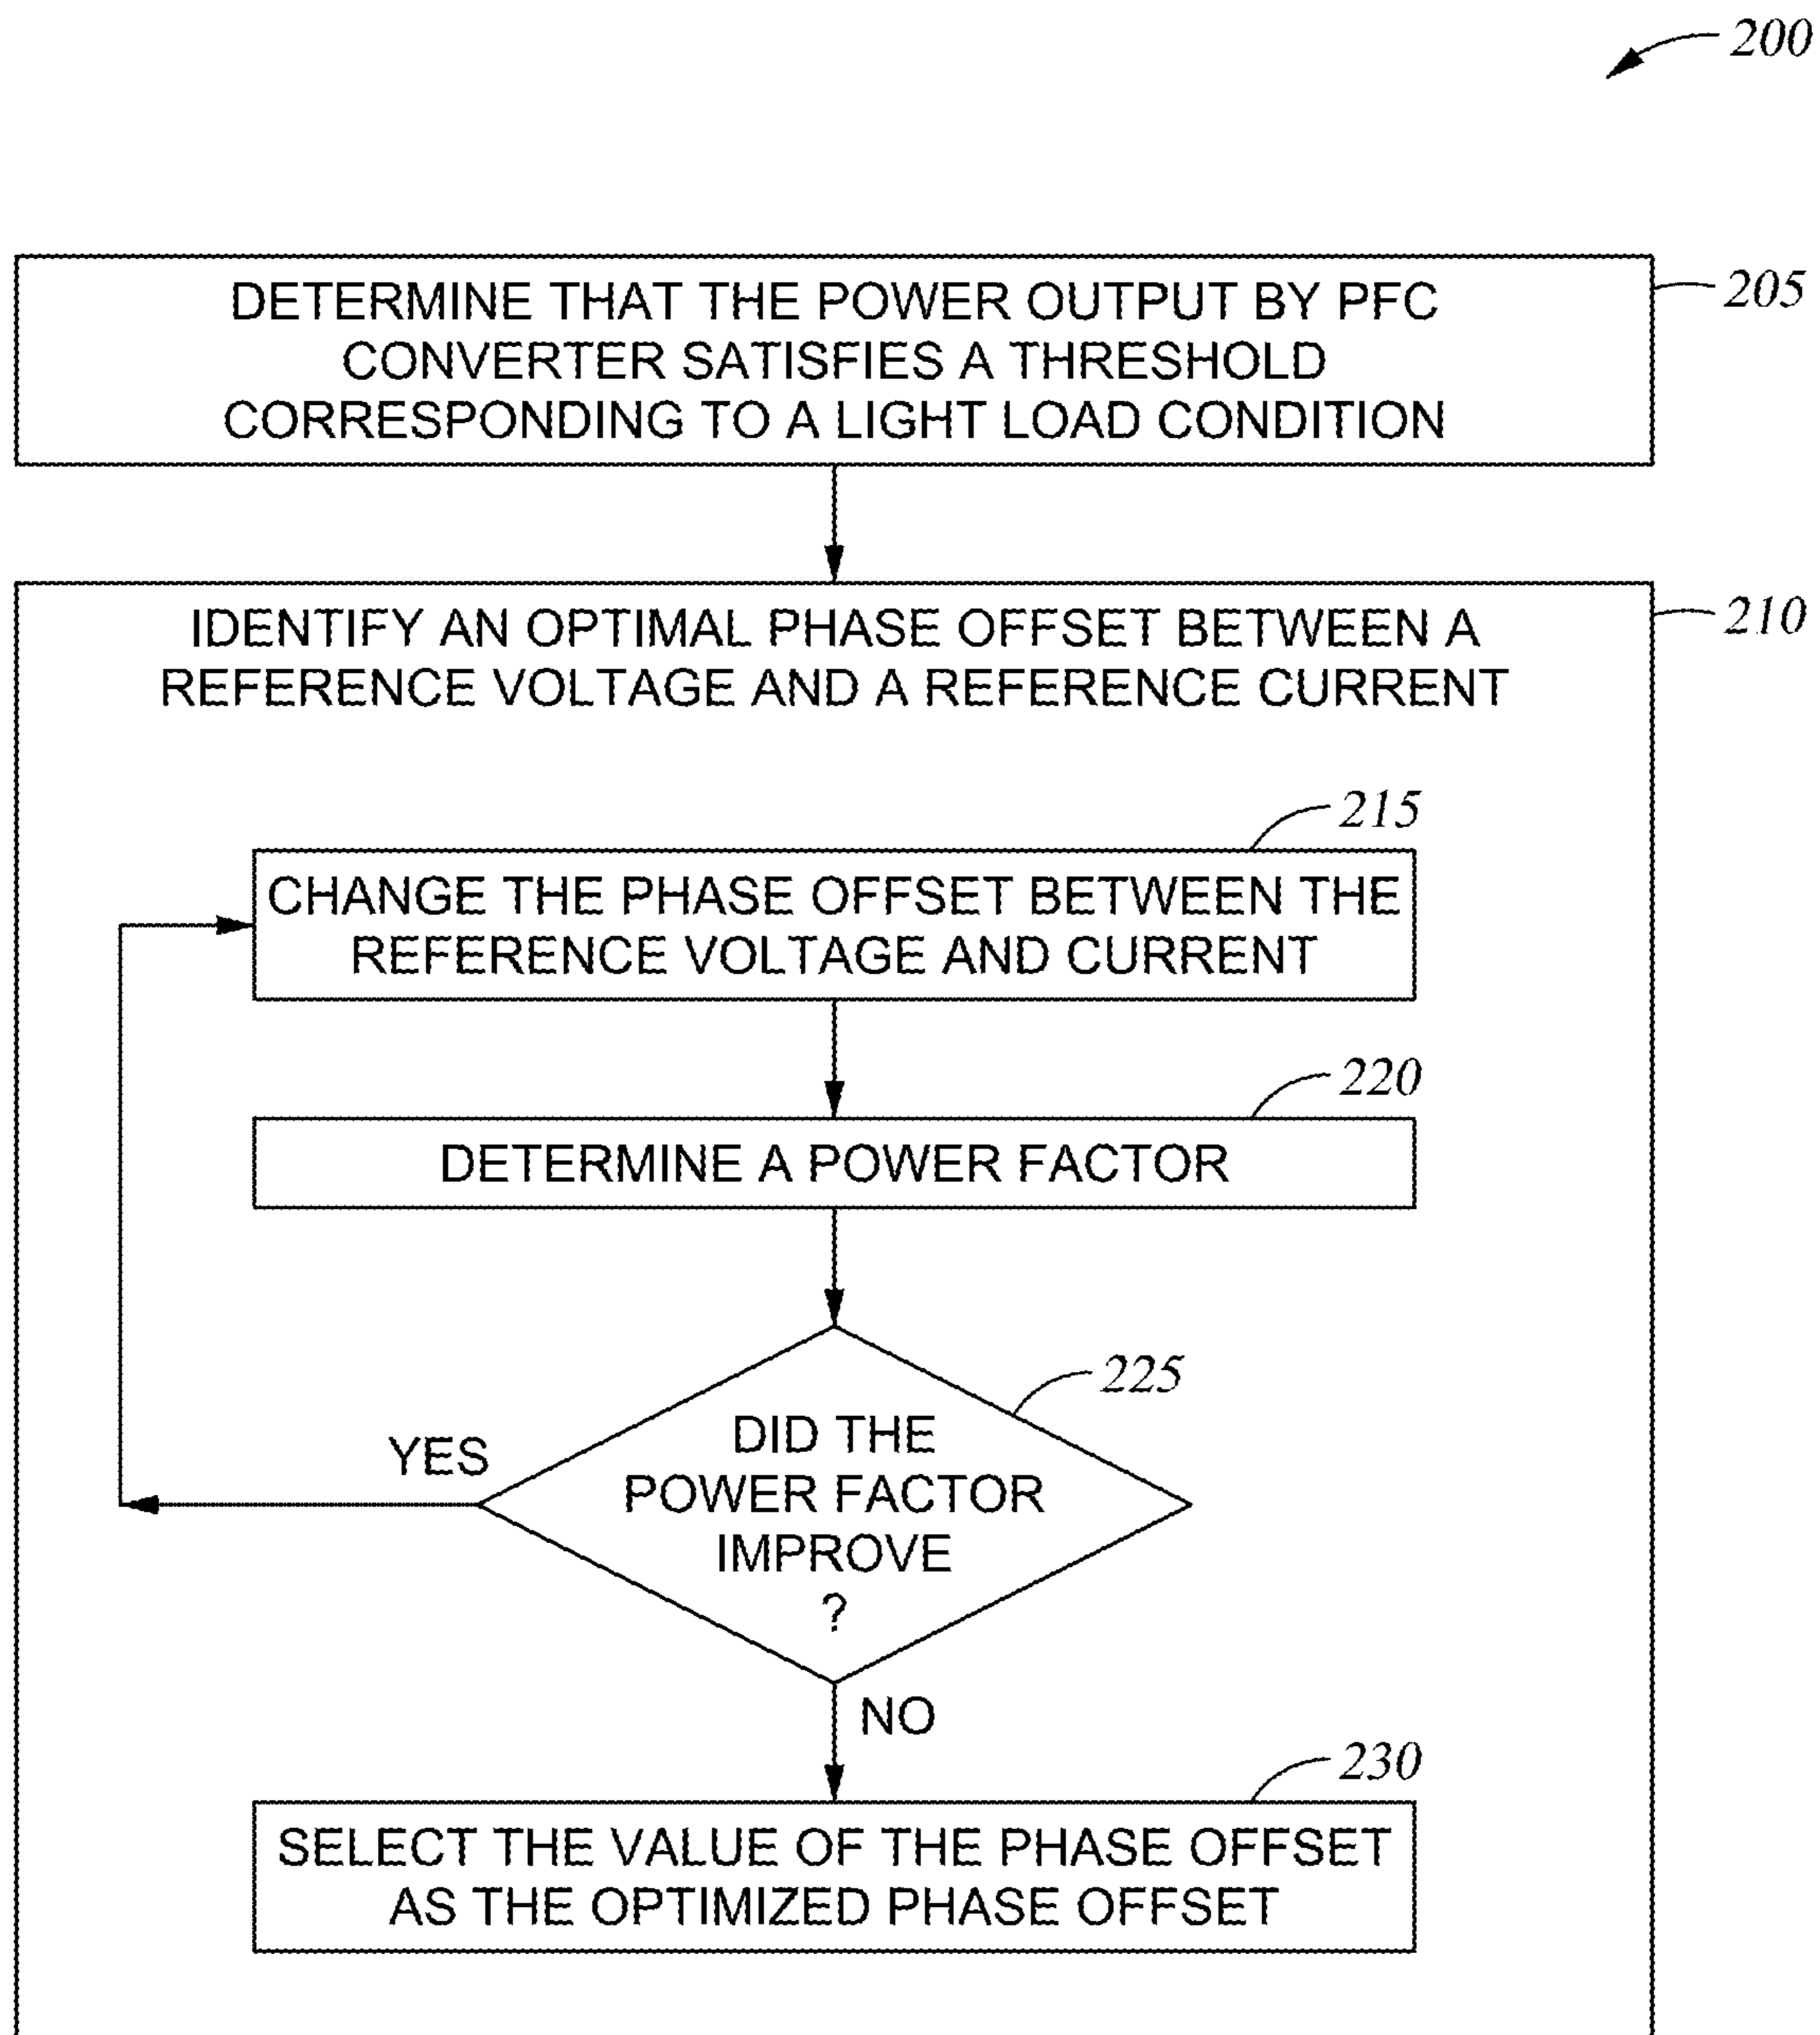 200
DETERMINE THAT THE POWER OUTPUT BY PFC
CONVERTER SATISFIES A THRESHOLD
CORRESPONDING TO A LIGHT LOAD CONDITION
205
IDENTIFY AN OPTIMAL PHASE OFFSET BETWEEN A
REFERENCE VOLTAGE AND A REFERENCE CURRENT
210
215
CHANGE THE PHASE OFFSET BETWEEN THE
REFERENCE VOLTAGE AND CURRENT
220
DETERMINE A POWER FACTOR
225
DID THE
POWER FACTOR
IMPROVE
?
YES
NO
230
SELECT THE VALUE OF THE PHASE OFFSET
AS THE OPTIMIZED PHASE OFFSET